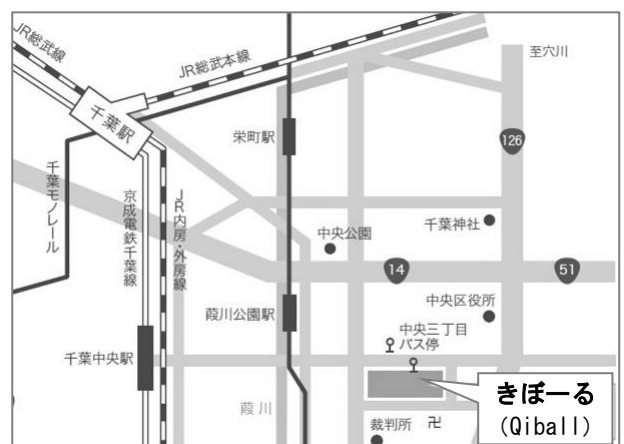 JR総武線
JR総武本線
至穴川
千葉駅
栄町駅
126
千葉モノレール
京成電鉄千葉線
JR内房・外房線
千葉神社
中央公園
14
51
中央区役所
葭川公園駅
中央三丁目
バス停
千葉中央駅
きぼーる
(Qiball)
葭川
裁判所
卍